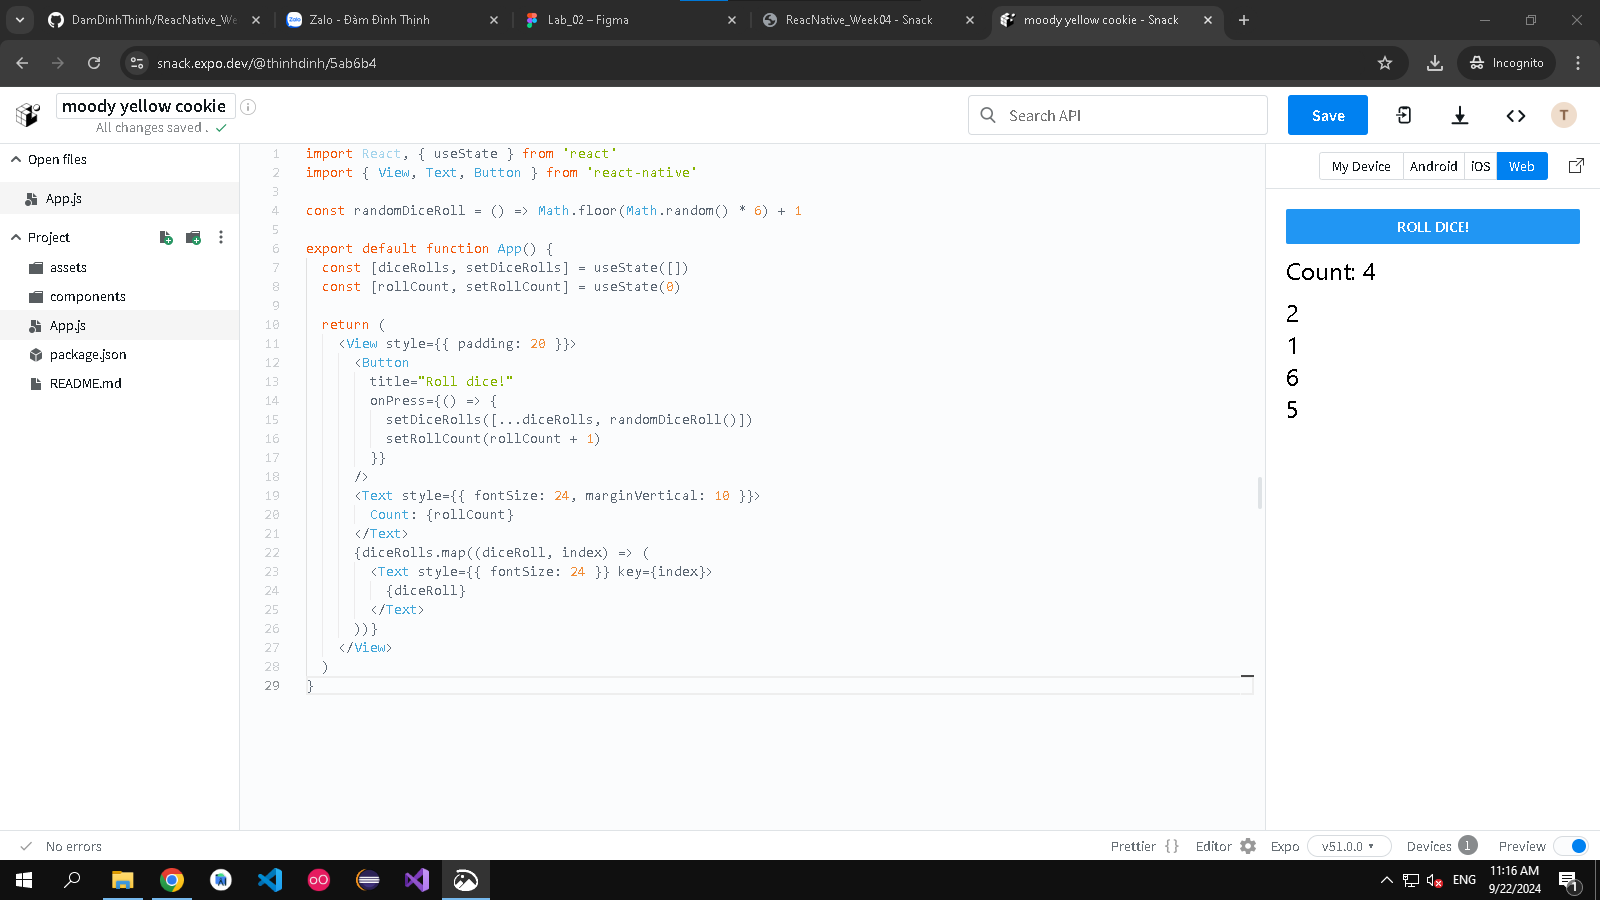 DamDinhThinh/ReacNative_We
Zalo - Đàm Đình Thịnh
Lab_02 – Figma
ReacNative_Week04 - Snack
moody yellow cookie - Snack
snack.expo.dev/@thinhdinh/5ab6b4
Incognito
moody yellow cookie
All changes saved .
Search API
Save
T
Open files
App.js
Project
assets
components
App.js
package.json
README.md
1 import React, { useState } from 'react'
2 import { View, Text, Button } from 'react-native'
3
4 const randomDiceRoll = () => Math.floor(Math.random() * 6) + 1
5
6 export default function App() {
7 const [diceRolls, setDiceRolls] = useState([])
8 const [rollCount, setRollCount] = useState(0)
9
10 return (
11 <View style={{ padding: 20 }}>
12 <Button
13 title="Roll dice!"
14 onPress={() => {
15 setDiceRolls([...diceRolls, randomDiceRoll()])
16 setRollCount(rollCount + 1)
17 }}
18 />
19 <Text style={{ fontSize: 24, marginVertical: 10 }}>
20 Count: {rollCount}
21 </Text>
22 {diceRolls.map((diceRoll, index) => (
23 <Text style={{ fontSize: 24 }} key={index}>
24 {diceRoll}
25 </Text>
26 ))}
27 </View>
28 )
29 }
My Device
Android
iOS
Web
ROLL DICE!
Count: 4
2
1
6
5
No errors
Prettier { }
Editor
Expo
v51.0.0
Devices 1
Preview
Zalo
ENG
11:16 AM
9/22/2024
1